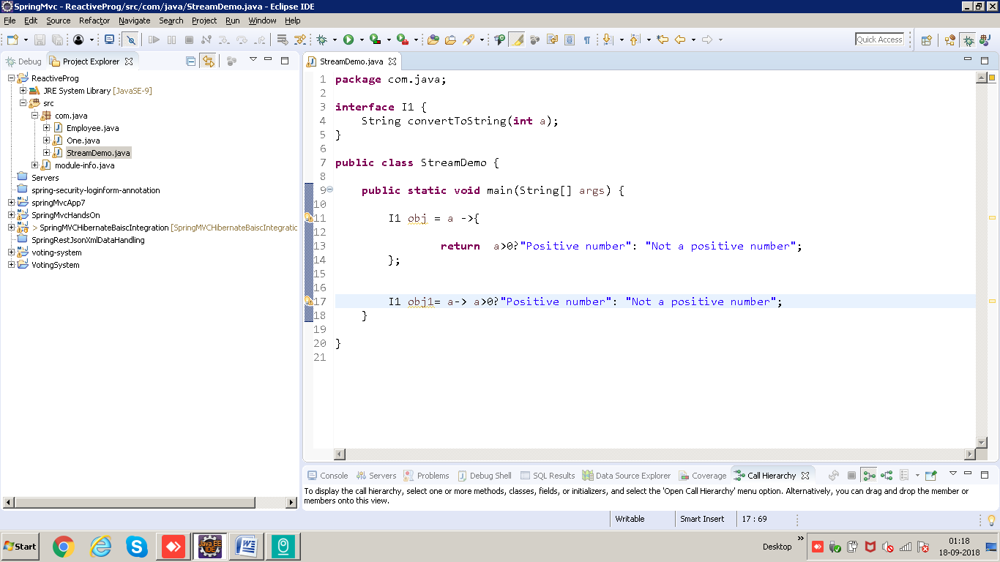 SpringMvc - ReactiveProg/src/com/java/StreamDemo.java - Eclipse IDE
File Edit Source Refactor Navigate Search Project Run Window Help
Quick Access
Debug Project Explorer
ReactiveProg
JRE System Library [JavaSE-9]
src
com.java
Employee.java
One.java
StreamDemo.java
module-info.java
Servers
spring-security-loginform-annotation
springMvcApp7
SpringMvcHandsOn
> SpringMVCHibernateBaiscIntegration [SpringMVCHibernateBaiscIntegratic
SpringRestJsonXmlDataHandling
voting-system
VotingSystem
StreamDemo.java
1 package com.java;
2
3 interface I1 {
4 String convertToString(int a);
5 }
6
7 public class StreamDemo {
8
9 public static void main(String[] args) {
10
11 I1 obj = a ->{
12
13 return  a>0?"Positive number": "Not a positive number";
14 };
15
16
17 I1 obj1= a-> a>0?"Positive number": "Not a positive number";
18 }
19
20 }
21
Console Servers Problems Debug Shell SQL Results Data Source Explorer Coverage Call Hierarchy
To display the call hierarchy, select one or more methods, classes, fields, or initializers, and select the 'Open Call Hierarchy' menu option. Alternatively, you can drag and drop the member or
members onto this view.
Writable Smart Insert 17 : 69
Start
Java EE
IDE
Desktop
01:18
18-09-2018